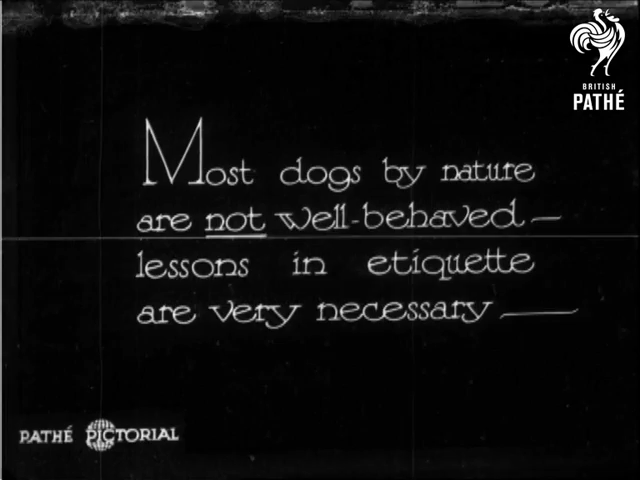 BRITISH
PATHÉ
Most dogs by nature
are not well-behaved —
lessons in etiquette
are very necessary —
PATHÉ PICTORIAL